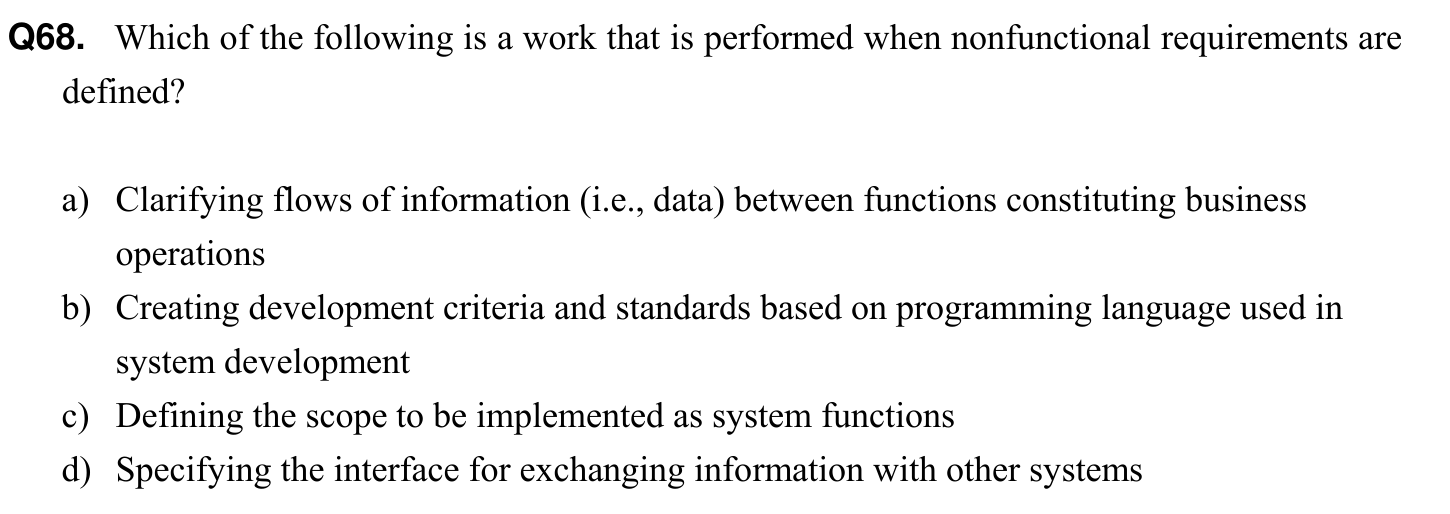 Q68. Which of the following is a work that is performed when nonfunctional requirements are
defined?
a) Clarifying flows of information (i.e., data) between functions constituting business
operations
b) Creating development criteria and standards based on programming language used in
system development
c) Defining the scope to be implemented as system functions
d) Specifying the interface for exchanging information with other systems